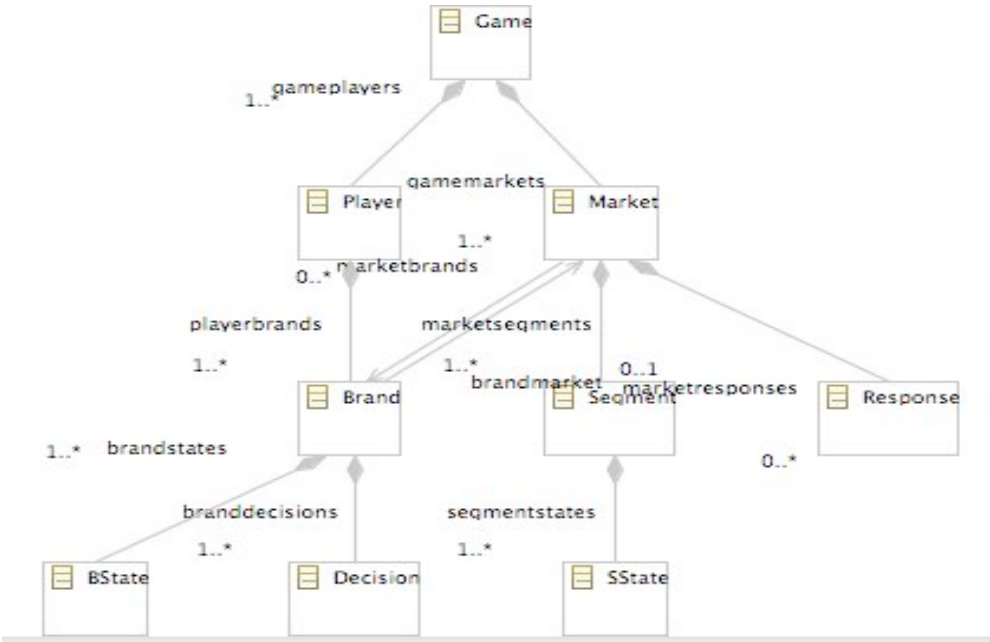 Game
gameplayers
1..*
gamemarkets
Player
Market
1..*
marketbrands
0..*
playerbrands
marketsegments
1..*
1..*
0..1
brandmarket
marketresponses
Brand
Segment
Response
1..*
brandstates
0..*
branddecisions
segmentstates
1..*
1..*
BState
Decision
SState